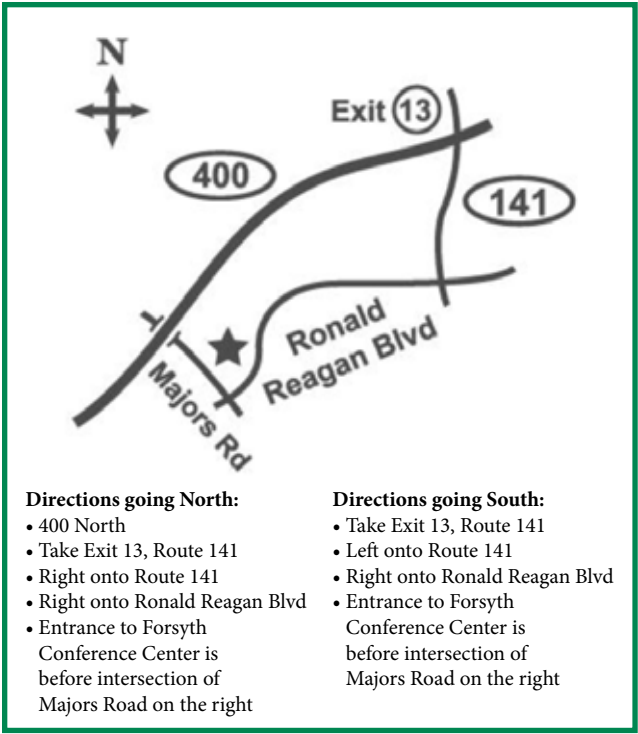 N
Exit 13
400
141
Ronald
Reagan Blvd
Majors Rd
Directions going North:
• 400 North
• Take Exit 13, Route 141
• Right onto Route 141
• Right onto Ronald Reagan Blvd
• Entrance to Forsyth
Conference Center is
before intersection of
Majors Road on the right
Directions going South:
• Take Exit 13, Route 141
• Left onto Route 141
• Right onto Ronald Reagan Blvd
• Entrance to Forsyth
Conference Center is
before intersection of
Majors Road on the right